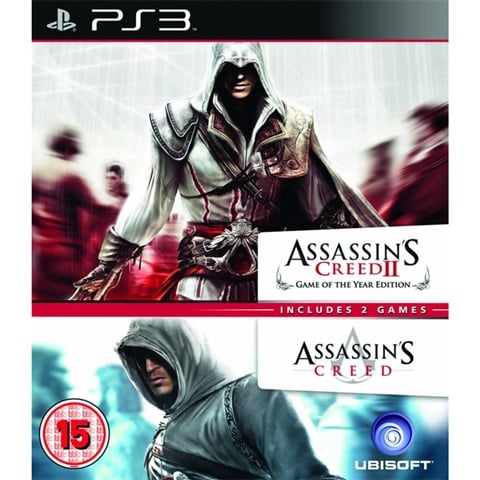 PS3
ASSASSIN'S
CREED II
GAME OF THE YEAR EDITION
INCLUDES 2 GAMES
ASSASSIN'S
CREED
15
UBISOFT